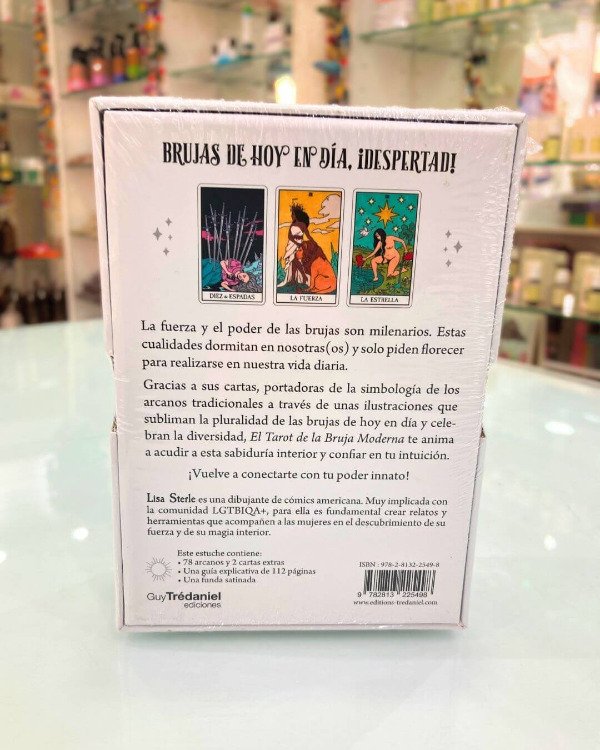 BRUJAS DE HOY EN DÍA, ¡DESPERTAD!
DIEZ de ESPADAS
LA FUERZA
LA ESTRELLA
La fuerza y el poder de las brujas son milenarios. Estas
cualidades dormitan en nosotras(os) y solo piden florecer
para realizarse en nuestra vida diaria.
Gracias a sus cartas, portadoras de la simbología de los
arcanos tradicionales a través de unas ilustraciones que
subliman la pluralidad de las brujas de hoy en día y cele-
bran la diversidad, El Tarot de la Bruja Moderna te anima
a acudir a esta sabiduría interior y confiar en tu intuición.
¡Vuelve a conectarte con tu poder innato!
Lisa Sterle es una dibujante de cómics americana. Muy implicada con
la comunidad LGTBIQA+, para ella es fundamental crear relatos y
herramientas que acompañen a las mujeres en el descubrimiento de su
fuerza y de su magia interior.
Este estuche contiene:
• 78 arcanos y 2 cartas extras
• Una guía explicativa de 112 páginas
• Una funda satinada
GuyTrédaniel
ediciones
ISBN : 978-2-8132-2549-8
9 782813 225498
www.editions-tredaniel.com